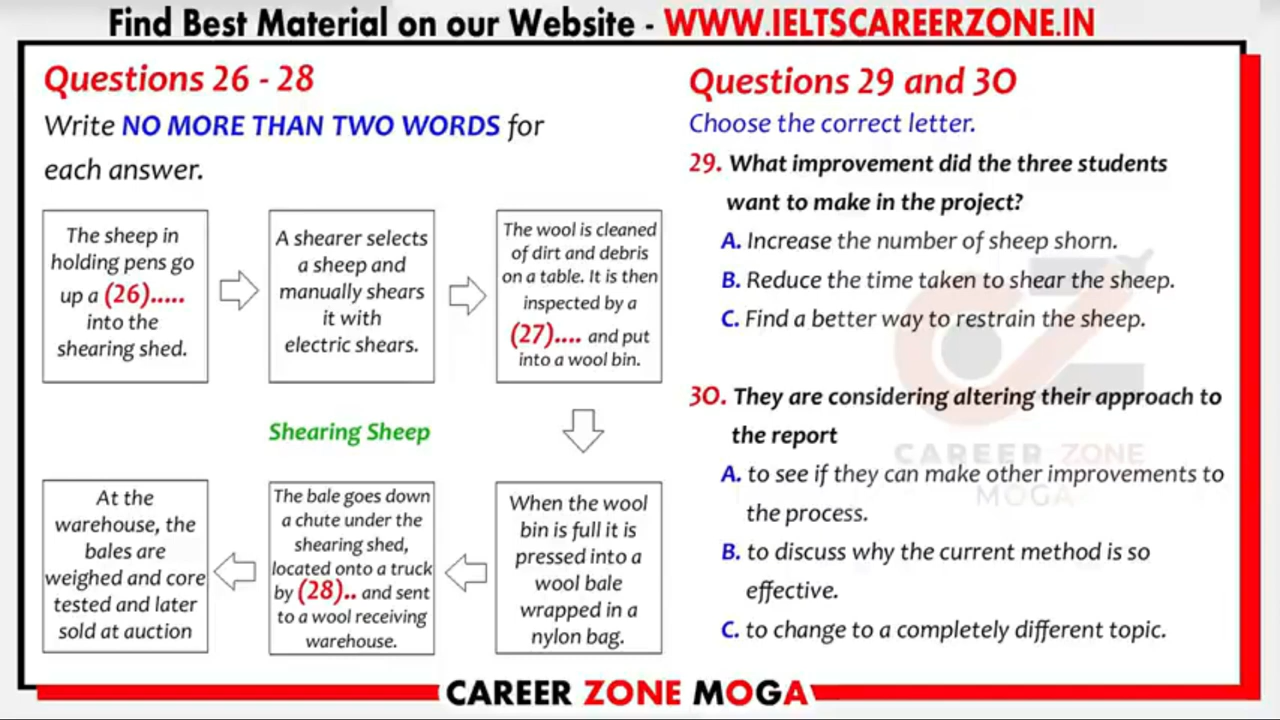 Find Best Material on our Website - WWW.IELTSCAREERZONE.IN
Questions 26 - 28
Write NO MORE THAN TWO WORDS for
each answer.
The sheep in
holding pens go
up a (26).....
into the
shearing shed.
A shearer selects
a sheep and
manually shears
it with
electric shears.
The wool is cleaned
of dirt and debris
on a table. It is then
inspected by a
(27).... and put
into a wool bin.
Shearing Sheep
At the
warehouse, the
bales are
weighed and core
tested and later
sold at auction
The bale goes down
a chute under the
shearing shed,
located onto a truck
by (28).. and sent
to a wool receiving
warehouse.
When the wool
bin is full it is
pressed into a
wool bale
wrapped in a
nylon bag.
Questions 29 and 30
Choose the correct letter.
29. What improvement did the three students
want to make in the project?
A. Increase the number of sheep shorn.
B. Reduce the time taken to shear the sheep.
C. Find a better way to restrain the sheep.
30. They are considering altering their approach to
the report
A. to see if they can make other improvements to
the process.
B. to discuss why the current method is so
effective.
C. to change to a completely different topic.
CAREER ZONE
MOGA
CAREER ZONE MOGA